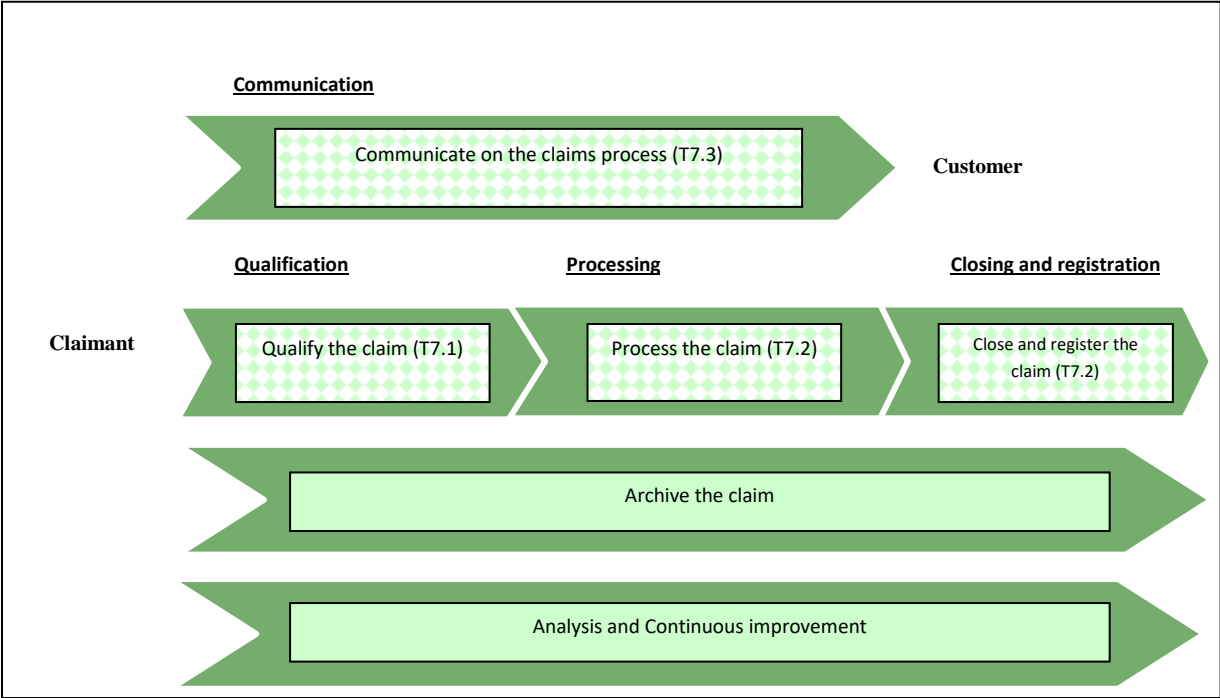 Communication
Communicate on the claims process (T7.3)
Customer
Qualification
Processing
Closing and registration
Claimant
Qualify the claim (T7.1)
Process the claim (T7.2)
Close and register the
claim (T7.2)
Archive the claim
Analysis and Continuous improvement